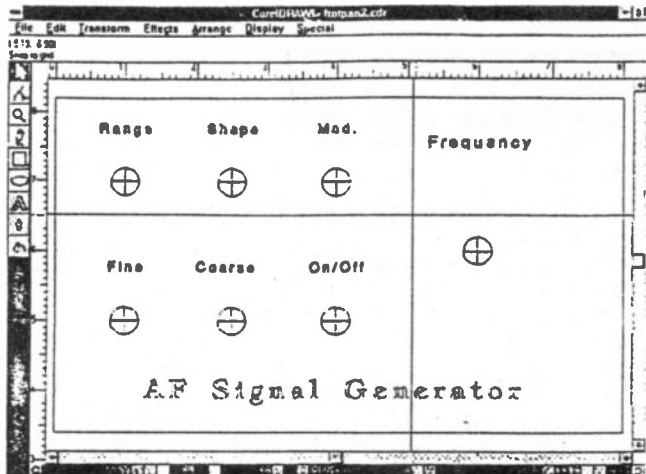 CorelDRAW!- frntpan2.cdr
File Edit Transform Effects Arrange Display Special
Range Shape Mod.
Frequency
Fine Coarse On/Off
AF Signal Generator